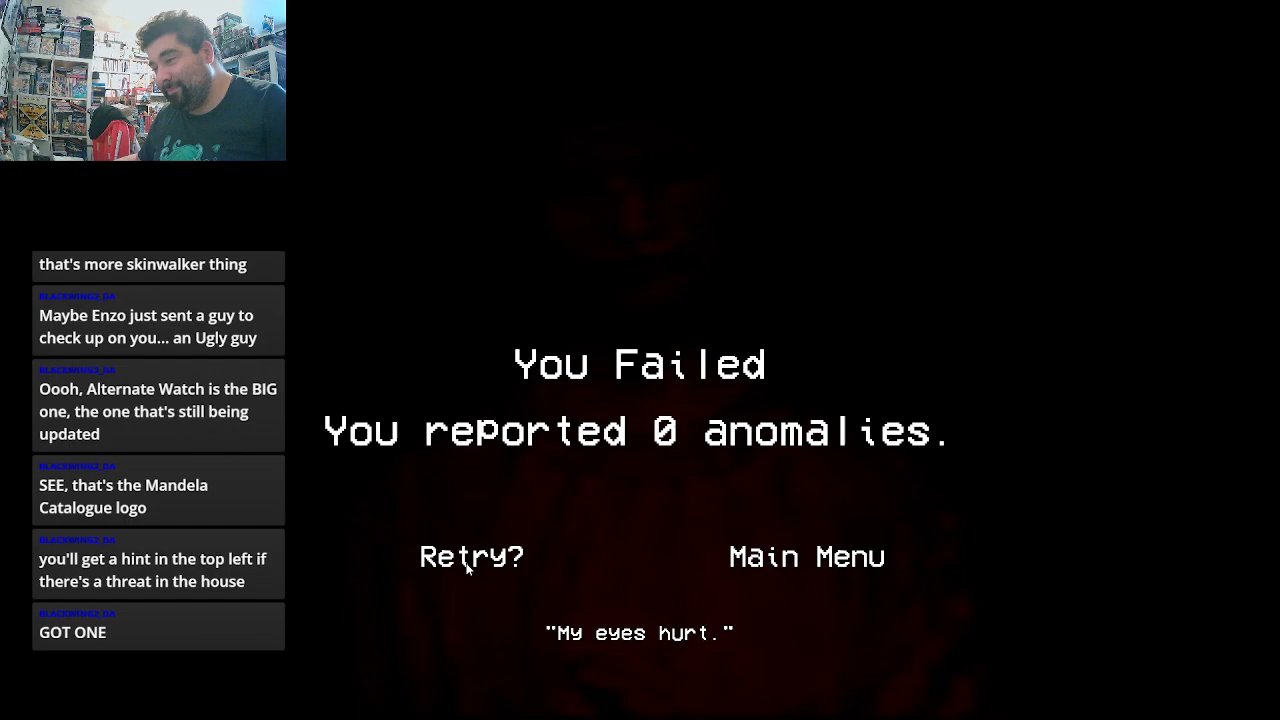 that's more skinwalker thing
Maybe Enzo just sent a guy to
check up on you... an Ugly guy
Oooh, Alternate Watch is the BIG
one, the one that's still being
updated
SEE, that's the Mandela
Catalogue logo
you'll get a hint in the top left if
there's a threat in the house
GOT ONE
You Failed
You reported 0 anomalies.
Retry?
Main Menu
"My eyes hurt."